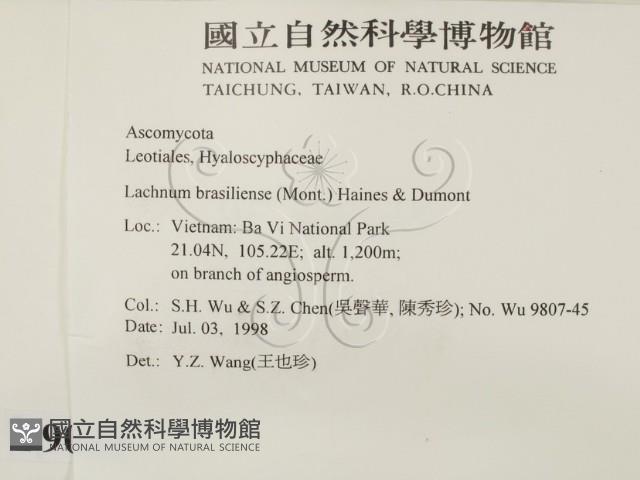 國立自然科學博物館
NATIONAL MUSEUM OF NATURAL SCIENCE
TAICHUNG, TAIWAN, R.O.CHINA
Ascomycota
Leotiales, Hyaloscyphaceae
Lachnum brasiliense (Mont.) Haines & Dumont
Loc.: Vietnam: Ba Vi National Park
21.04N, 105.22E; alt. 1,200m;
on branch of angiosperm.
Col.: S.H. Wu & S.Z. Chen(吳聲華, 陳秀珍); No. Wu 9807-45
Date: Jul. 03, 1998
Det.: Y.Z. Wang(王也珍)
國立自然科學博物館
NATIONAL MUSEUM OF NATURAL SCIENCE